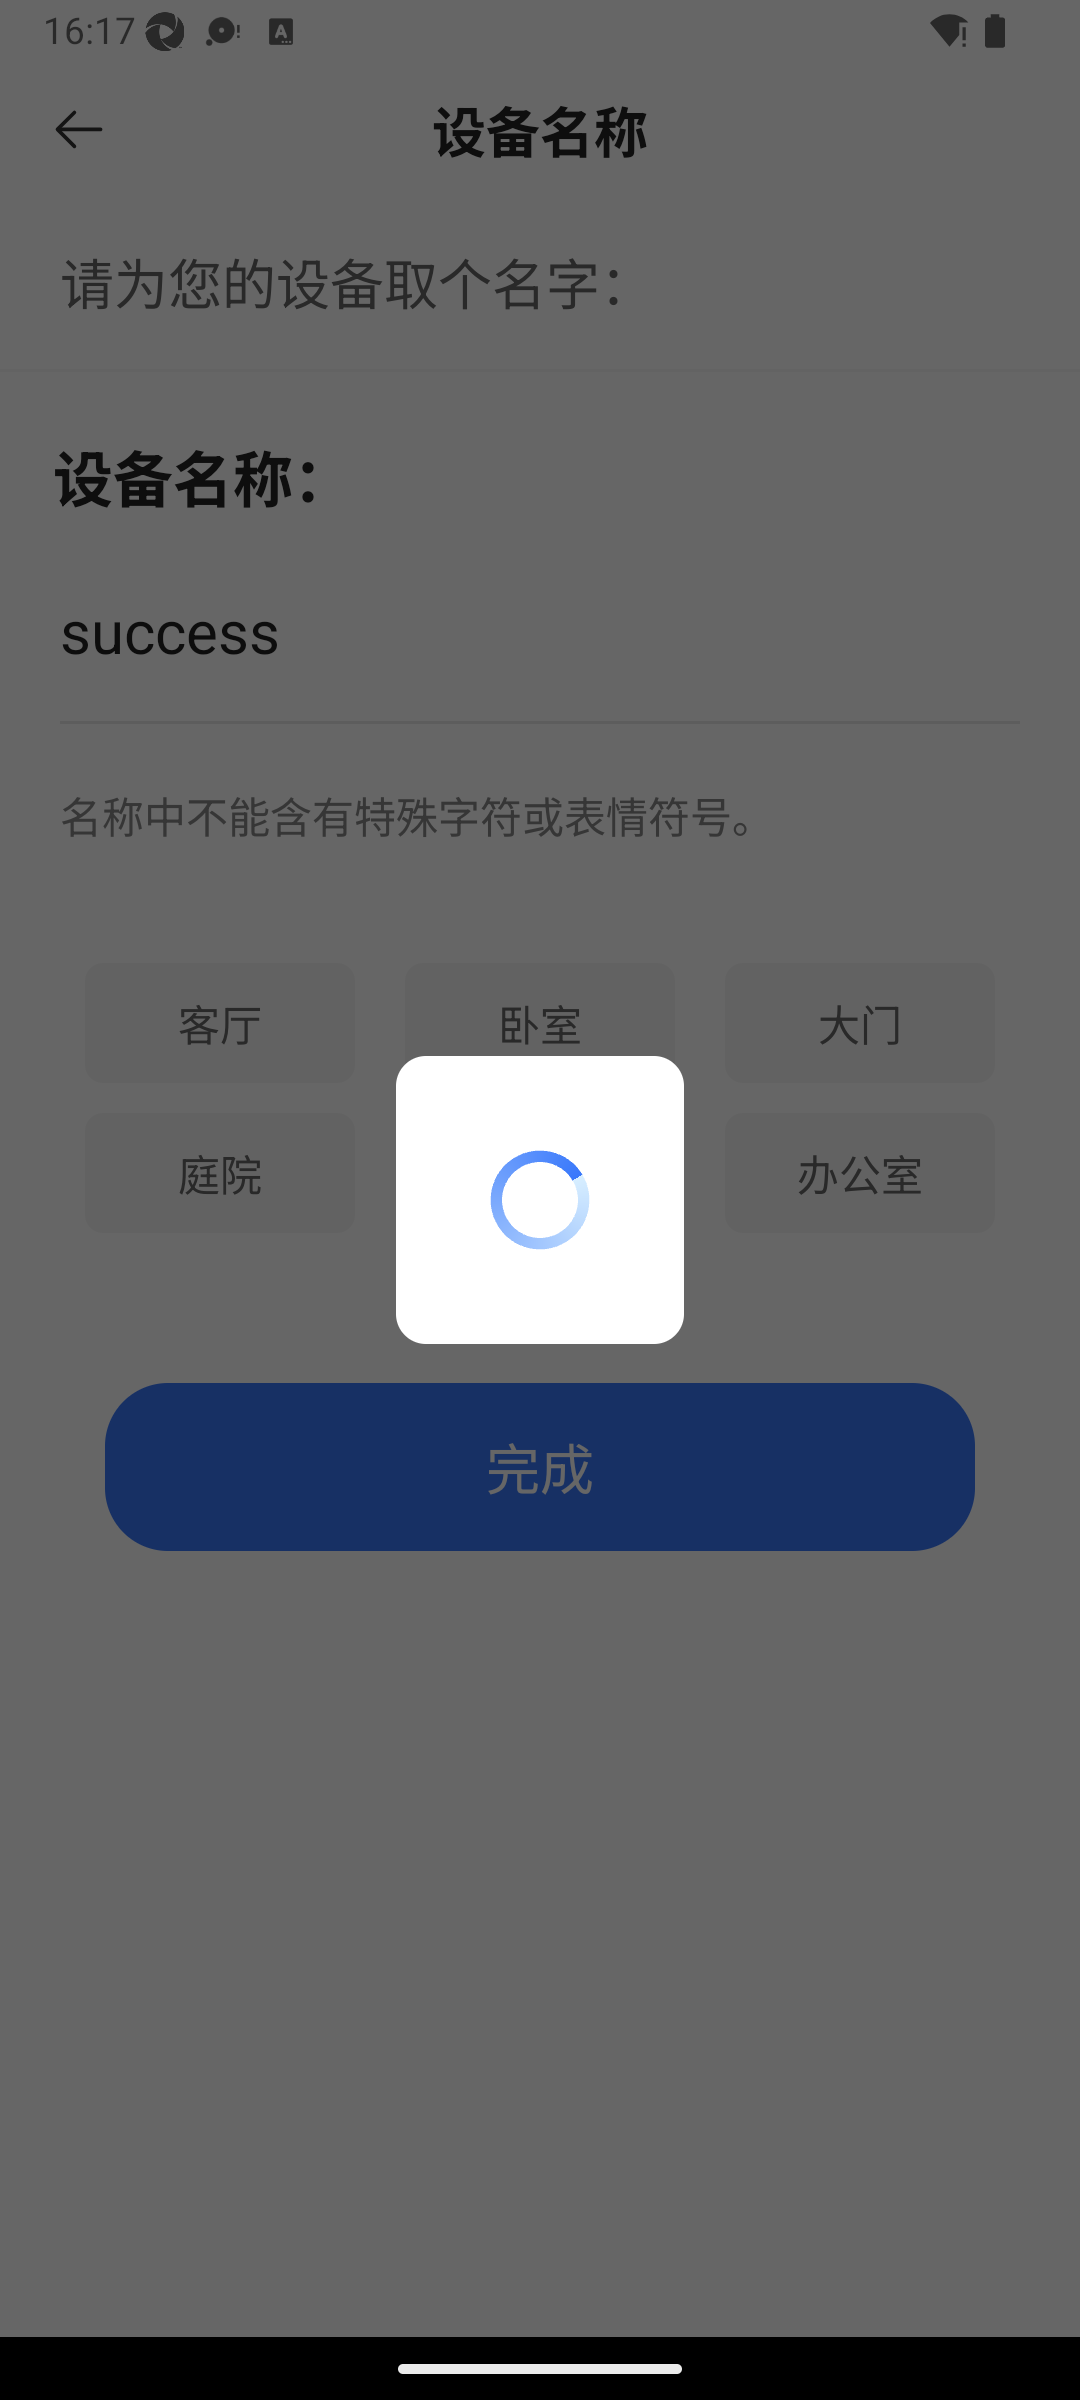 16:17
设备名称
请为您的设备取个名字：
设备名称：
success
名称中不能含有特殊字符或表情符号。
客厅
卧室
大门
庭院
办公室
完成